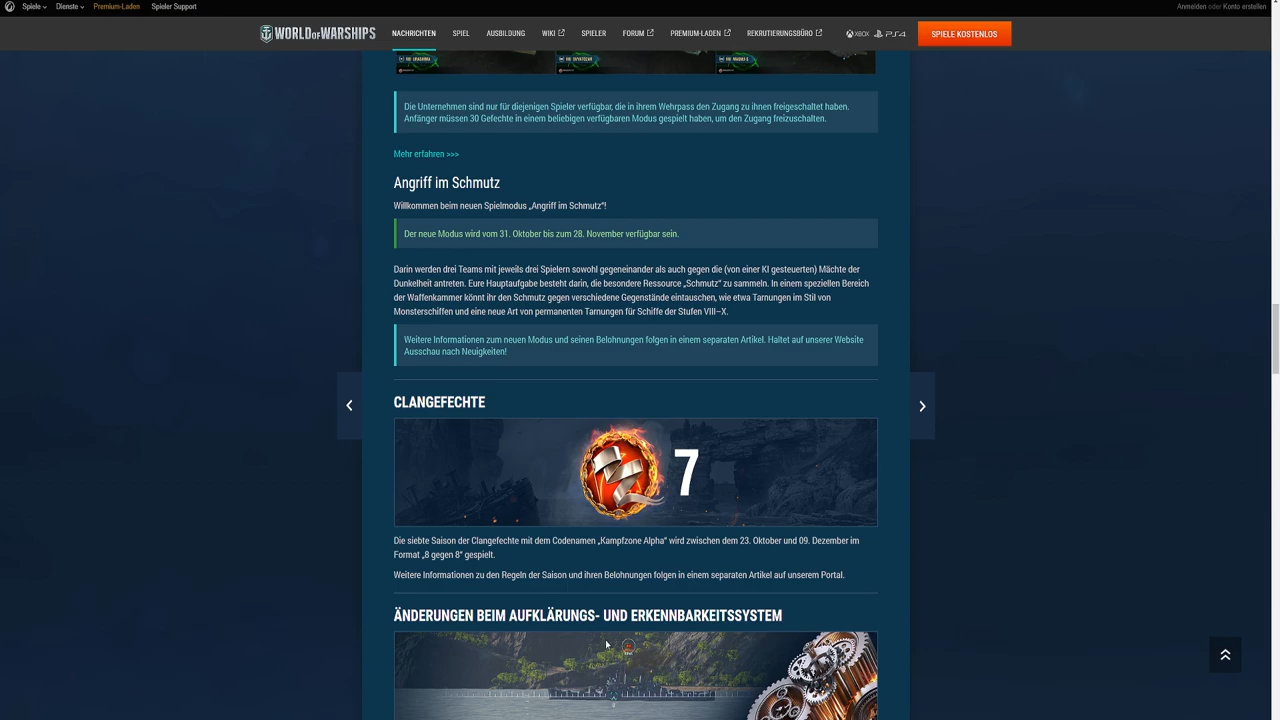 Spiele
Dienste
Premium-Laden
Spieler Support
Anmelden oder Konto erstellen
WORLD OF WARSHIPS
NACHRICHTEN
SPIEL
AUSBILDUNG
WIKI
SPIELER
FORUM
PREMIUM-LADEN
REKRUTIERUNGSBÜRO
XBOX
PS4
SPIELE KOSTENLOS
Die Unternehmen sind nur für diejenigen Spieler verfügbar, die in ihrem Wehrpass den Zugang zu ihnen freigeschaltet haben.
Anfänger müssen 30 Gefechte in einem beliebigen verfügbaren Modus gespielt haben, um den Zugang freizuschalten.
Mehr erfahren >>>
Angriff im Schmutz
Willkommen beim neuen Spielmodus „Angriff im Schmutz“!
Der neue Modus wird vom 31. Oktober bis zum 28. November verfügbar sein.
Darin werden drei Teams mit jeweils drei Spielern sowohl gegeneinander als auch gegen die (von einer KI gesteuerten) Mächte der
Dunkelheit antreten. Eure Hauptaufgabe besteht darin, die besondere Ressource „Schmutz“ zu sammeln. In einem speziellen Bereich
der Waffenkammer könnt ihr den Schmutz gegen verschiedene Gegenstände eintauschen, wie etwa Tarnungen im Stil von
Monsterschiffen und eine neue Art von permanenten Tarnungen für Schiffe der Stufen VIII–X.
Weitere Informationen zum neuen Modus und seinen Belohnungen folgen in einem separaten Artikel. Haltet auf unserer Website
Ausschau nach Neuigkeiten!
CLANGEFECHTE
7
Die siebte Saison der Clangefechte mit dem Codenamen „Kampfzone Alpha“ wird zwischen dem 23. Oktober und 09. Dezember im
Format „8 gegen 8“ gespielt.
Weitere Informationen zu den Regeln der Saison und ihren Belohnungen folgen in einem separaten Artikel auf unserem Portal.
ÄNDERUNGEN BEIM AUFKLÄRUNGS- UND ERKENNBARKEITSSYSTEM